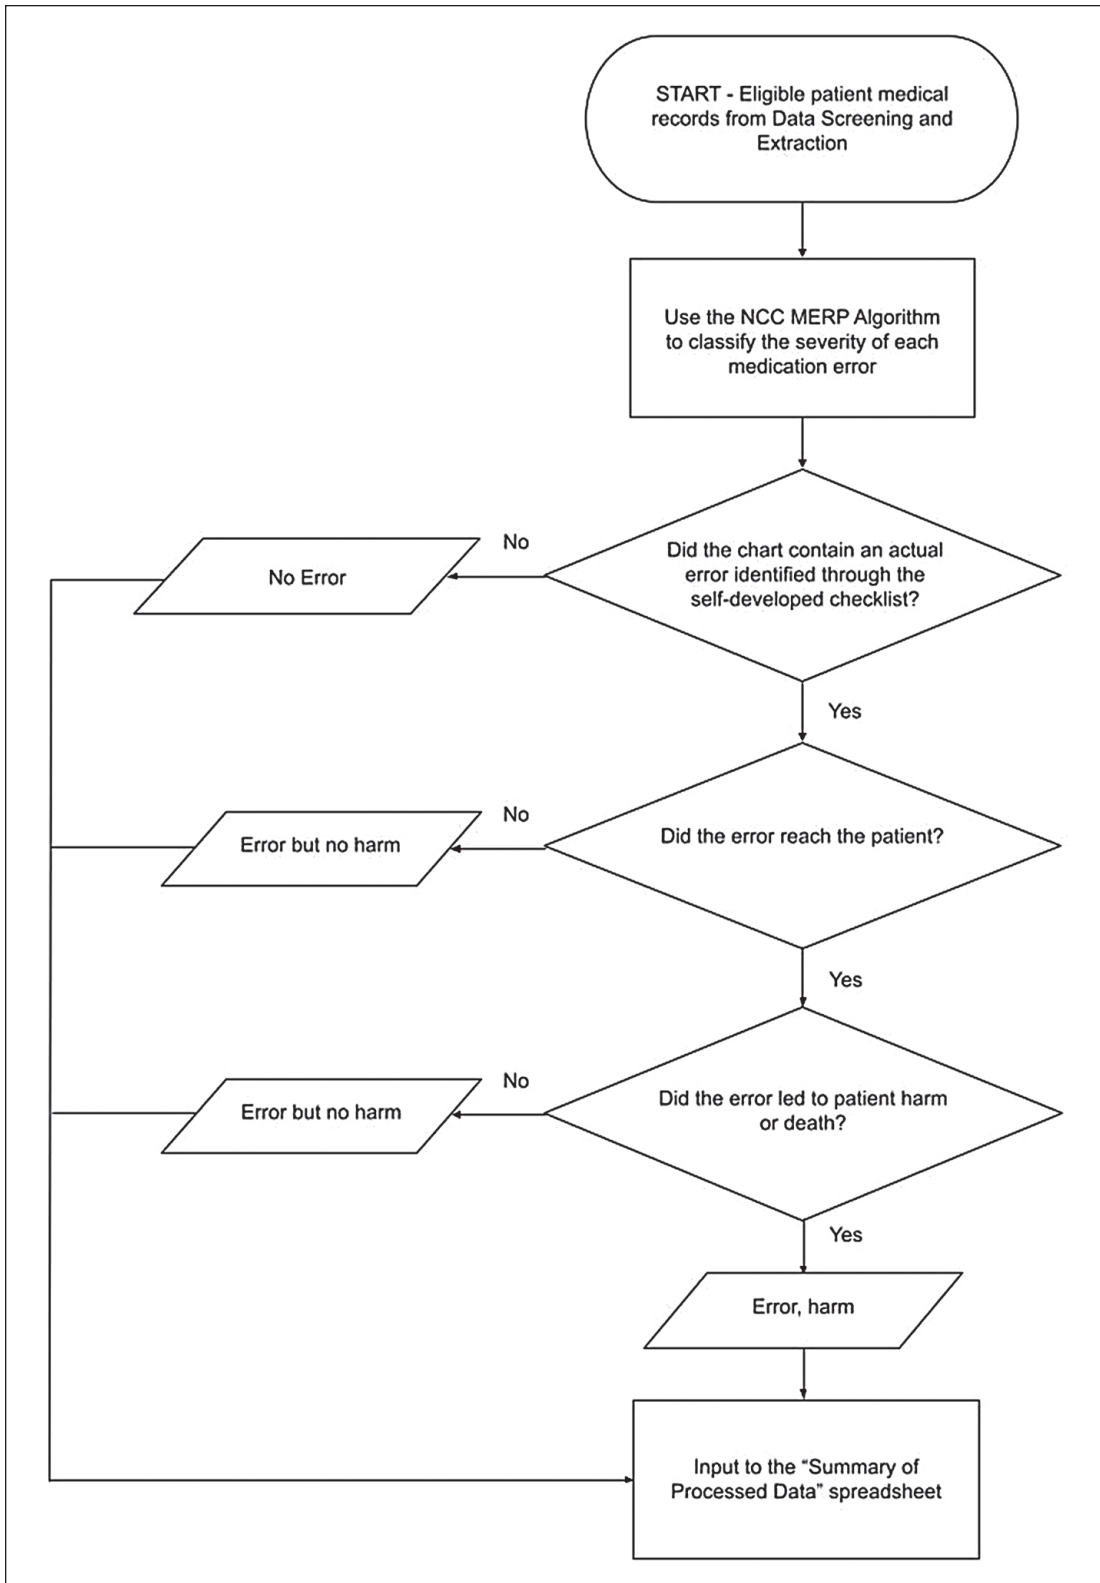 START - Eligible patient medical
records from Data Screening and
Extraction
Use the NCC MERP Algorithm
to classify the severity of each
medication error
Did the chart contain an actual
error identified through the
self-developed checklist?
No
No Error
Yes
Did the error reach the patient?
No
Error but no harm
Yes
Did the error led to patient harm
or death?
No
Error but no harm
Yes
Error, harm
Input to the “Summary of
Processed Data” spreadsheet